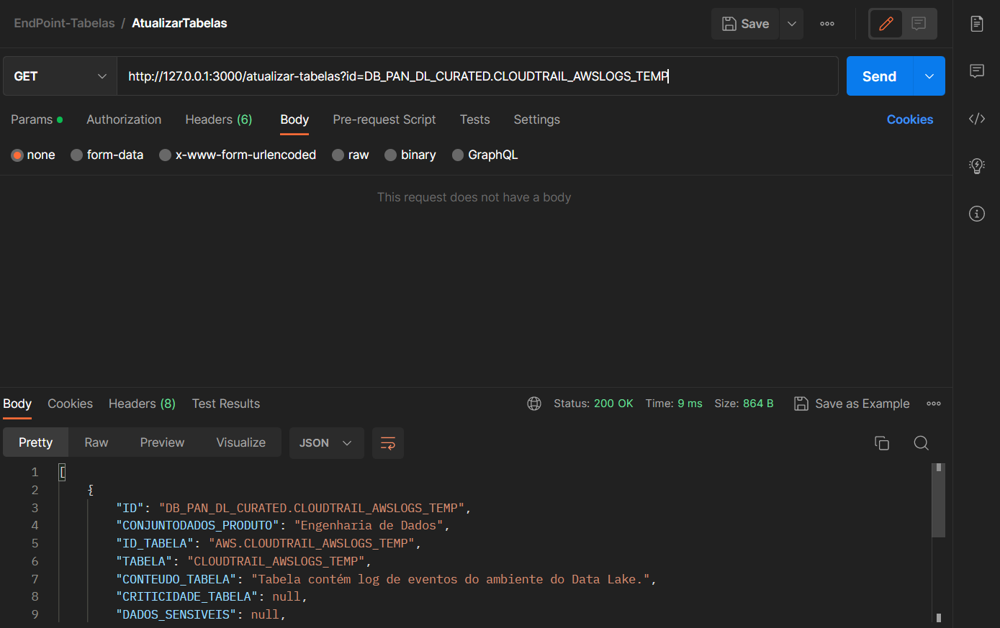 EndPoint-Tabelas / AtualizarTabelas
Save
GET
http://127.0.0.1:3000/atualizar-tabelas?id=DB_PAN_DL_CURATED.CLOUDTRAIL_AWSLOGS_TEMP
Send
Params Authorization Headers (6) Body Pre-request Script Tests Settings Cookies
none form-data x-www-form-urlencoded raw binary GraphQL
This request does not have a body
Body Cookies Headers (8) Test Results Status: 200 OK Time: 9 ms Size: 864 B Save as Example
Pretty Raw Preview Visualize JSON
1 [
2 {
3 "ID": "DB_PAN_DL_CURATED.CLOUDTRAIL_AWSLOGS_TEMP",
4 "CONJUNTODADOS_PRODUTO": "Engenharia de Dados",
5 "ID_TABELA": "AWS.CLOUDTRAIL_AWSLOGS_TEMP",
6 "TABELA": "CLOUDTRAIL_AWSLOGS_TEMP",
7 "CONTEUDO_TABELA": "Tabela contém log de eventos do ambiente do Data Lake.",
8 "CRITICIDADE_TABELA": null,
9 "DADOS_SENSIVEIS": null,